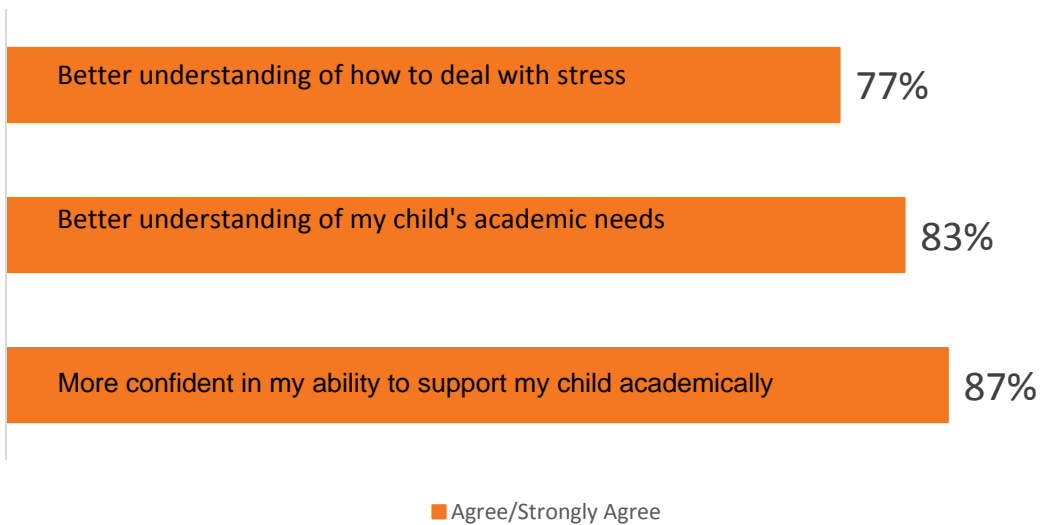 Better understanding of how to deal with stress
77%
Better understanding of my child's academic needs
83%
More confident in my ability to support my child academically
87%
Agree/Strongly Agree